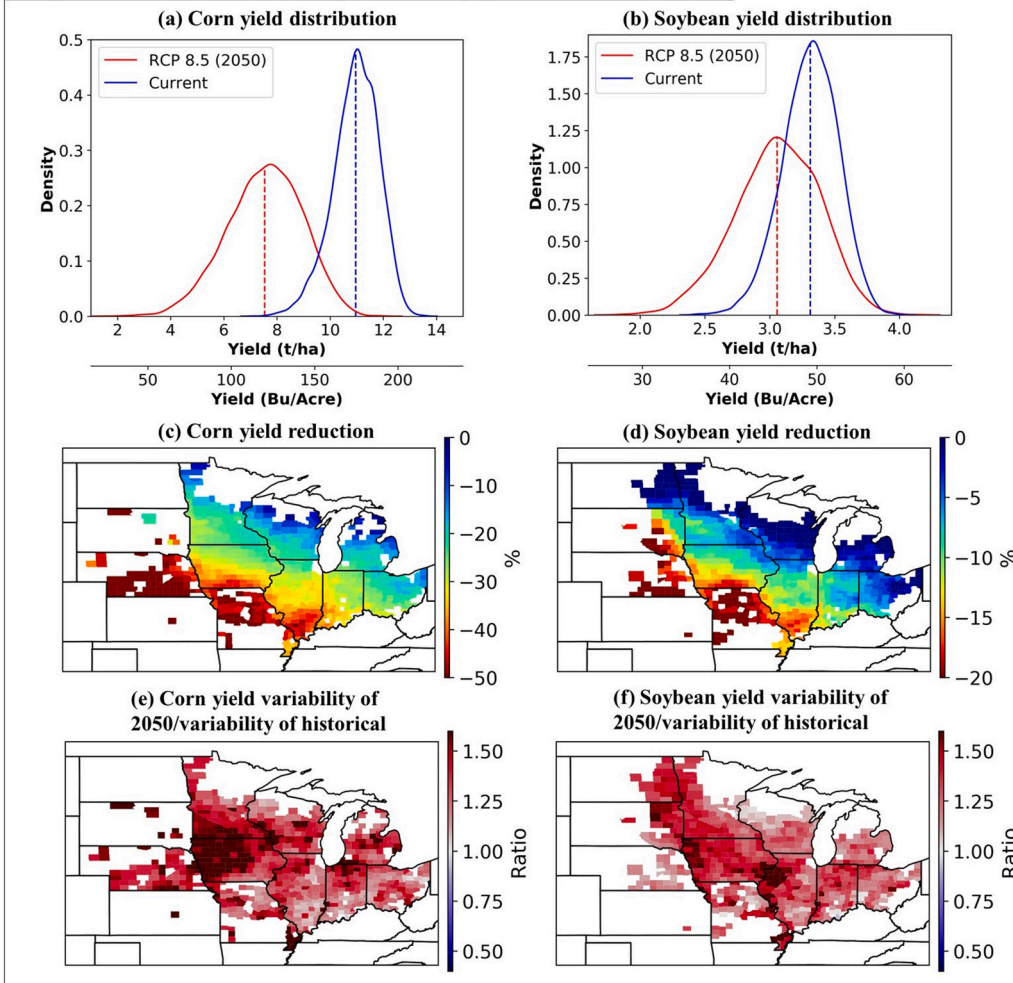 (a) Corn yield distribution
RCP 8.5 (2050)
Current
Density
0.5
0.4
0.3
0.2
0.1
0.0
2 4 6 8 10 12 14
Yield (t/ha)
50 100 150 200
Yield (Bu/Acre)
(b) Soybean yield distribution
RCP 8.5 (2050)
Current
Density
1.75
1.50
1.25
1.00
0.75
0.50
0.25
0.00
2.0 2.5 3.0 3.5 4.0
Yield (t/ha)
30 40 50 60
Yield (Bu/Acre)
(c) Corn yield reduction
0
−10
−20
−30
−40
−50
%
(d) Soybean yield reduction
0
−5
−10
−15
−20
%
(e) Corn yield variability of
2050/variability of historical
1.50
1.25
1.00
0.75
0.50
Ratio
(f) Soybean yield variability of
2050/variability of historical
1.50
1.25
1.00
0.75
0.50
Ratio